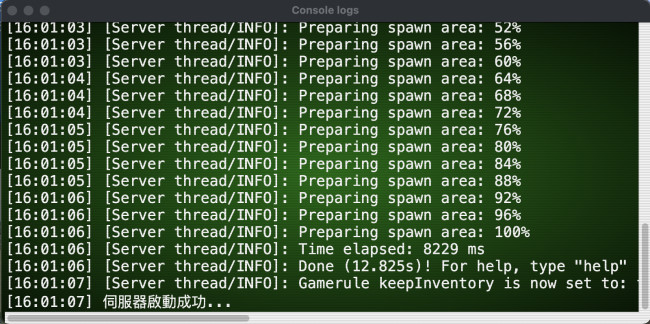 Console logs
[16:01:03] [Server thread/INFO]: Preparing spawn area: 52%
[16:01:03] [Server thread/INFO]: Preparing spawn area: 56%
[16:01:03] [Server thread/INFO]: Preparing spawn area: 60%
[16:01:04] [Server thread/INFO]: Preparing spawn area: 64%
[16:01:04] [Server thread/INFO]: Preparing spawn area: 68%
[16:01:04] [Server thread/INFO]: Preparing spawn area: 72%
[16:01:05] [Server thread/INFO]: Preparing spawn area: 76%
[16:01:05] [Server thread/INFO]: Preparing spawn area: 80%
[16:01:05] [Server thread/INFO]: Preparing spawn area: 84%
[16:01:05] [Server thread/INFO]: Preparing spawn area: 88%
[16:01:06] [Server thread/INFO]: Preparing spawn area: 92%
[16:01:06] [Server thread/INFO]: Preparing spawn area: 96%
[16:01:06] [Server thread/INFO]: Preparing spawn area: 100%
[16:01:06] [Server thread/INFO]: Time elapsed: 8229 ms
[16:01:06] [Server thread/INFO]: Done (12.825s)! For help, type "help"
[16:01:07] [Server thread/INFO]: Gamerule keepInventory is now set to:
[16:01:07] 伺服器啟動成功...